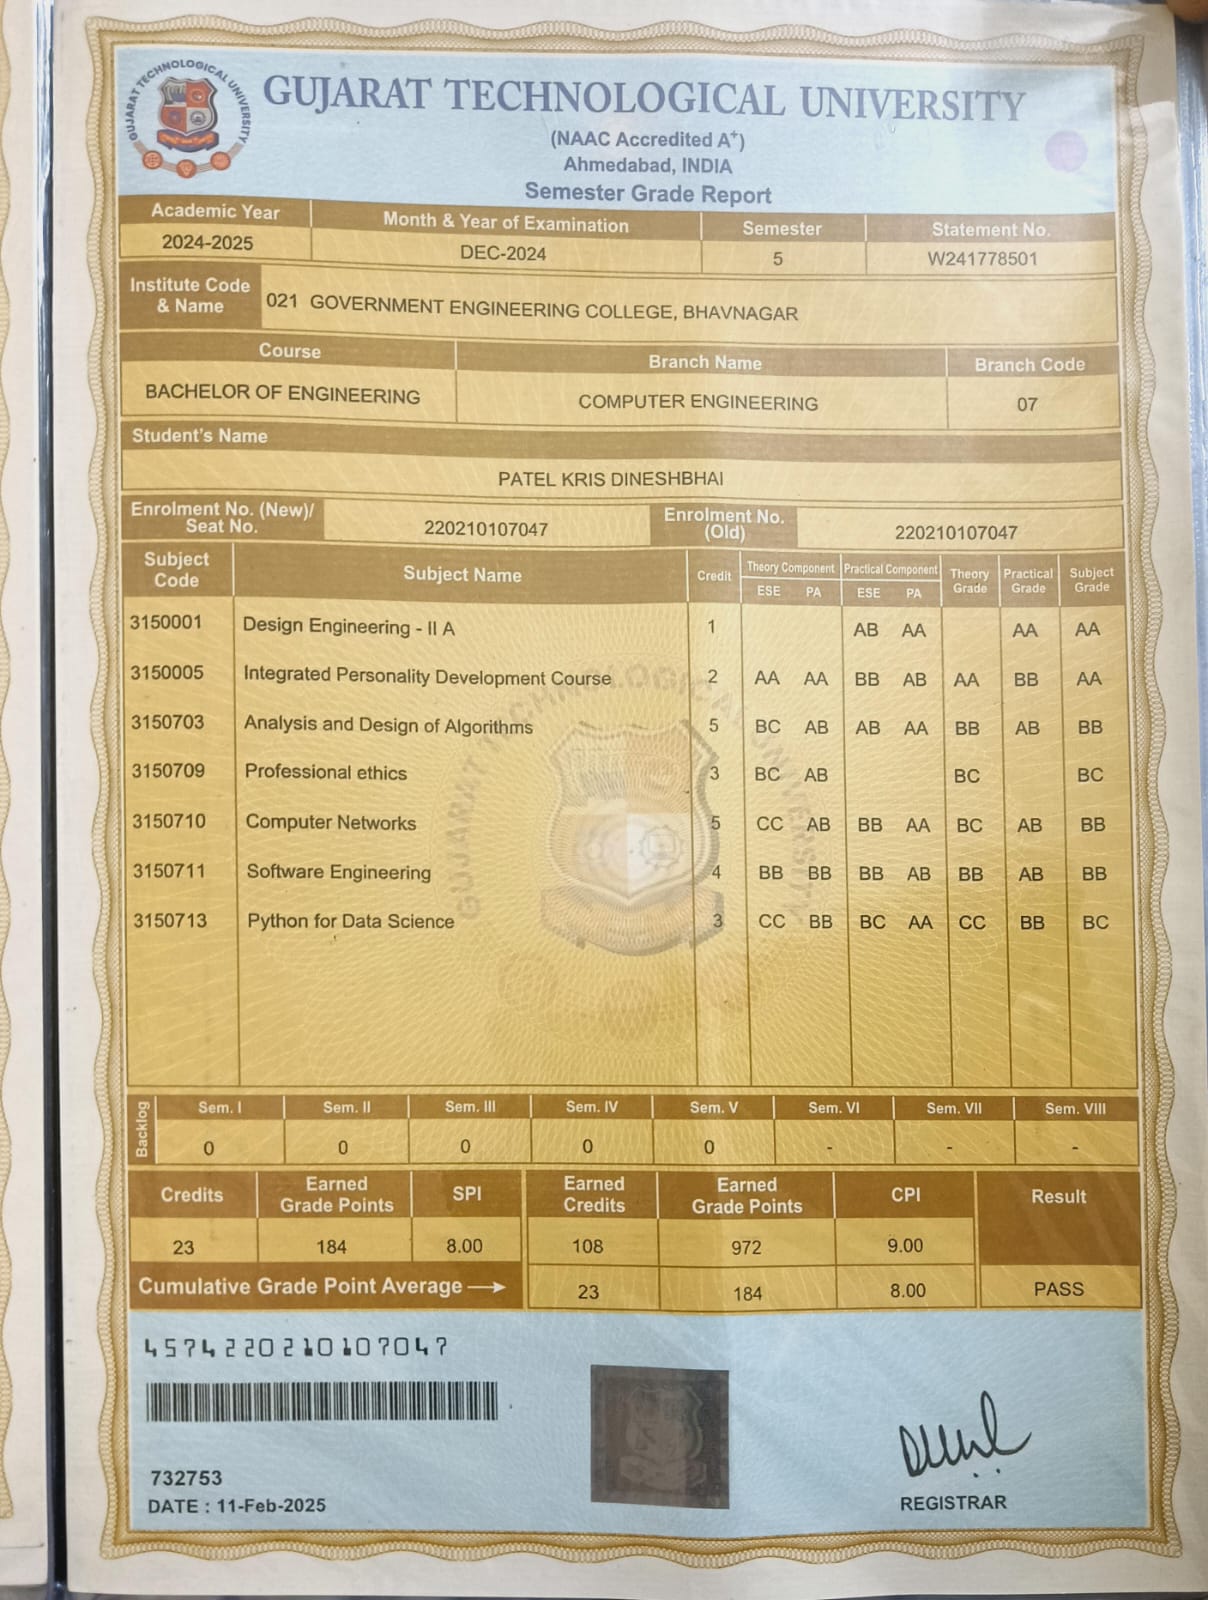 GUJARAT TECHNOLOGICAL UNIVERSITY
GUJARAT TECHNOLOGICAL UNIVERSITY
(NAAC Accredited A+)
Ahmedabad, INDIA
Semester Grade Report
Academic Year Month & Year of Examination Semester Statement No.
2024-2025 DEC-2024 5 W241778501
Institute Code & Name 021 GOVERNMENT ENGINEERING COLLEGE, BHAVNAGAR
Course Branch Name Branch Code
BACHELOR OF ENGINEERING COMPUTER ENGINEERING 07
Student's Name
PATEL KRIS DINESHBHAI
Enrolment No. (New)/ Seat No. 220210107047 Enrolment No. (Old) 220210107047
Subject Code Subject Name Credit Theory Component Practical Component Theory Grade Practical Grade Subject Grade
ESE PA ESE PA
3150001 Design Engineering - II A 1 AB AA AA AA
3150005 Integrated Personality Development Course 2 AA AA BB AB AA BB AA
3150703 Analysis and Design of Algorithms 5 BC AB AB AA BB AB BB
3150709 Professional ethics 3 BC AB BC BC
3150710 Computer Networks 5 CC AB BB AA BC AB BB
3150711 Software Engineering 4 BB BB BB AB BB AB BB
3150713 Python for Data Science 3 CC BB BC AA CC BB BC
GUJARAT TECHNOLOGICAL UNIVERSITY
Backlog Sem. I Sem. II Sem. III Sem. IV Sem. V Sem. VI Sem. VII Sem. VIII
0 0 0 0 0 - - -
Credits Earned Grade Points SPI Earned Credits Earned Grade Points CPI Result
23 184 8.00 108 972 9.00
Cumulative Grade Point Average 23 184 8.00 PASS
4574220210107047
732753
DATE : 11-Feb-2025
REGISTRAR